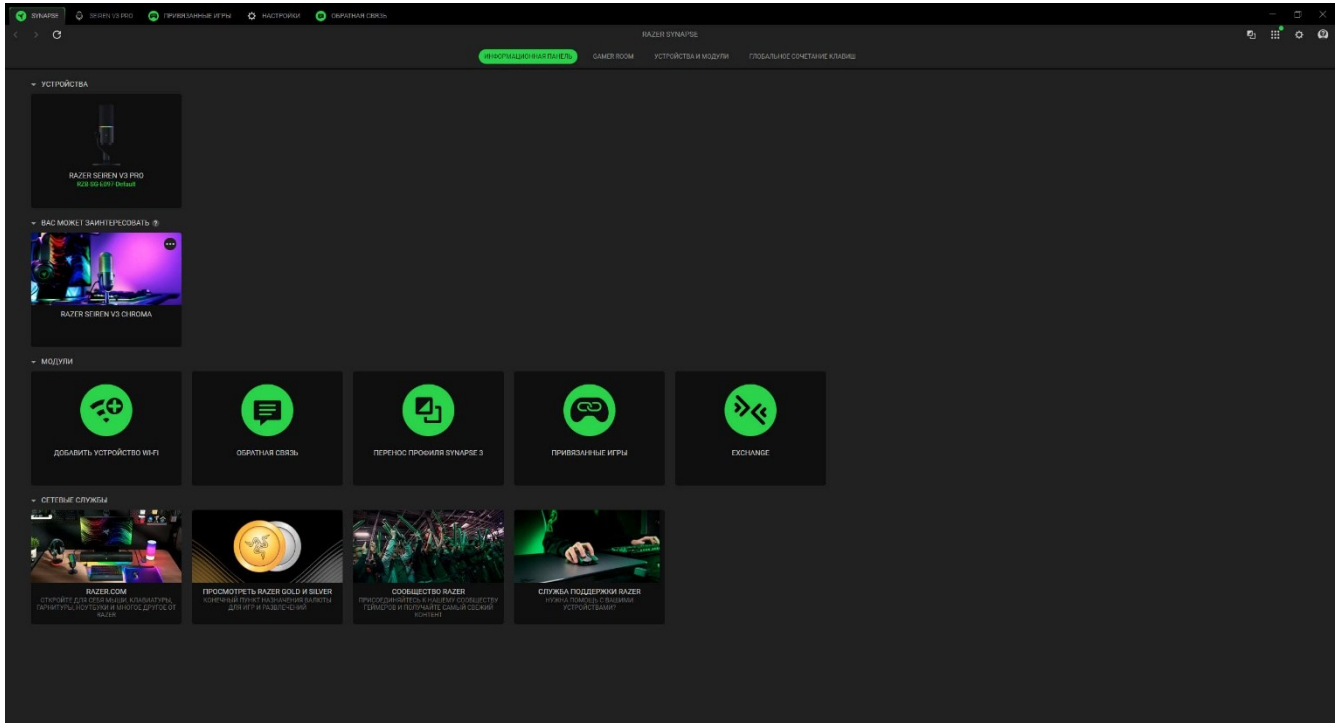 SYNAPSE
SEIREN V3 PRO
ПРИВЯЗАННЫЕ ИГРЫ
НАСТРОЙКИ
ОБРАТНАЯ СВЯЗЬ
RAZER SYNAPSE
ИНФОРМАЦИОННАЯ ПАНЕЛЬ
GAMER ROOM
УСТРОЙСТВА И МОДУЛИ
ГЛОБАЛЬНОЕ СОЧЕТАНИЕ КЛАВИШ
УСТРОЙСТВА
RAZER SEIREN V3 PRO
RZB-SG-L097-Default
ВАС МОЖЕТ ЗАИНТЕРЕСОВАТЬ
RAZER SEIREN V3 CHROMA
МОДУЛИ
ДОБАВИТЬ УСТРОЙСТВО WI-FI
ОБРАТНАЯ СВЯЗЬ
ПЕРЕНОС ПРОФИЛЯ SYNAPSE 3
ПРИВЯЗАННЫЕ ИГРЫ
EXCHANGE
СЕТЕВЫЕ СЛУЖБЫ
RAZER.COM
ОТКРОЙТЕ ДЛЯ СЕБЯ МЫШИ, КЛАВИАТУРЫ,
ГАРНИТУРЫ, НОУТБУКИ И МНОГОЕ ДРУГОЕ ОТ
RAZER
ПРОСМОТРЕТЬ RAZER GOLD И SILVER
КОНЕЧНЫЙ ПУНКТ НАЗНАЧЕНИЯ ВАЛЮТЫ
ДЛЯ ИГР И РАЗВЛЕЧЕНИЙ
СООБЩЕСТВО RAZER
ПРИСОЕДИНЯЙТЕСЬ К НАШЕМУ СООБЩЕСТВУ
ГЕЙМЕРОВ И ПОЛУЧАЙТЕ САМЫЙ СВЕЖИЙ
КОНТЕНТ
СЛУЖБА ПОДДЕРЖКИ RAZER
НУЖНА ПОМОЩЬ С ВАШИМИ
УСТРОЙСТВАМИ?